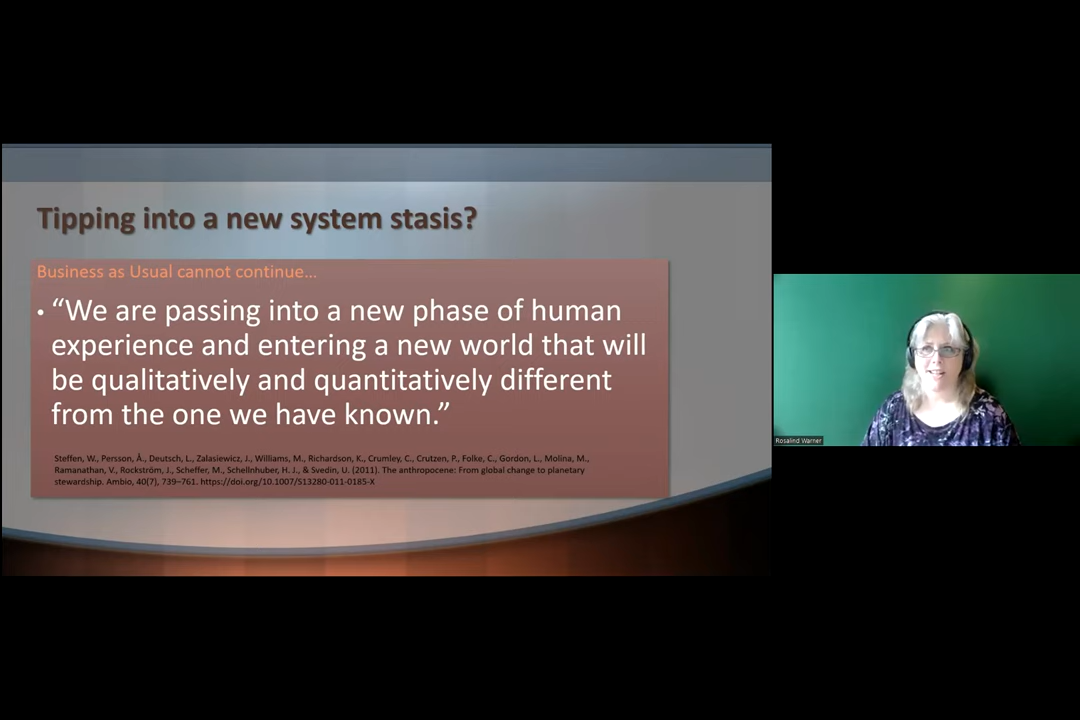 Tipping into a new system stasis?
Business as Usual cannot continue…
• “We are passing into a new phase of human
experience and entering a new world that will
be qualitatively and quantitatively different
from the one we have known.”
Steffen, W., Persson, Å., Deutsch, L., Zalasiewicz, J., Williams, M., Richardson, K., Crumley, C., Crutzen, P., Folke, C., Gordon, L., Molina, M.,
Ramanathan, V., Rockström, J., Scheffer, M., Schellnhuber, H. J., & Svedin, U. (2011). The anthropocene: From global change to planetary
stewardship. Ambio, 40(7), 739–761. https://doi.org/10.1007/S13280-011-0185-X
Rosalind Warner